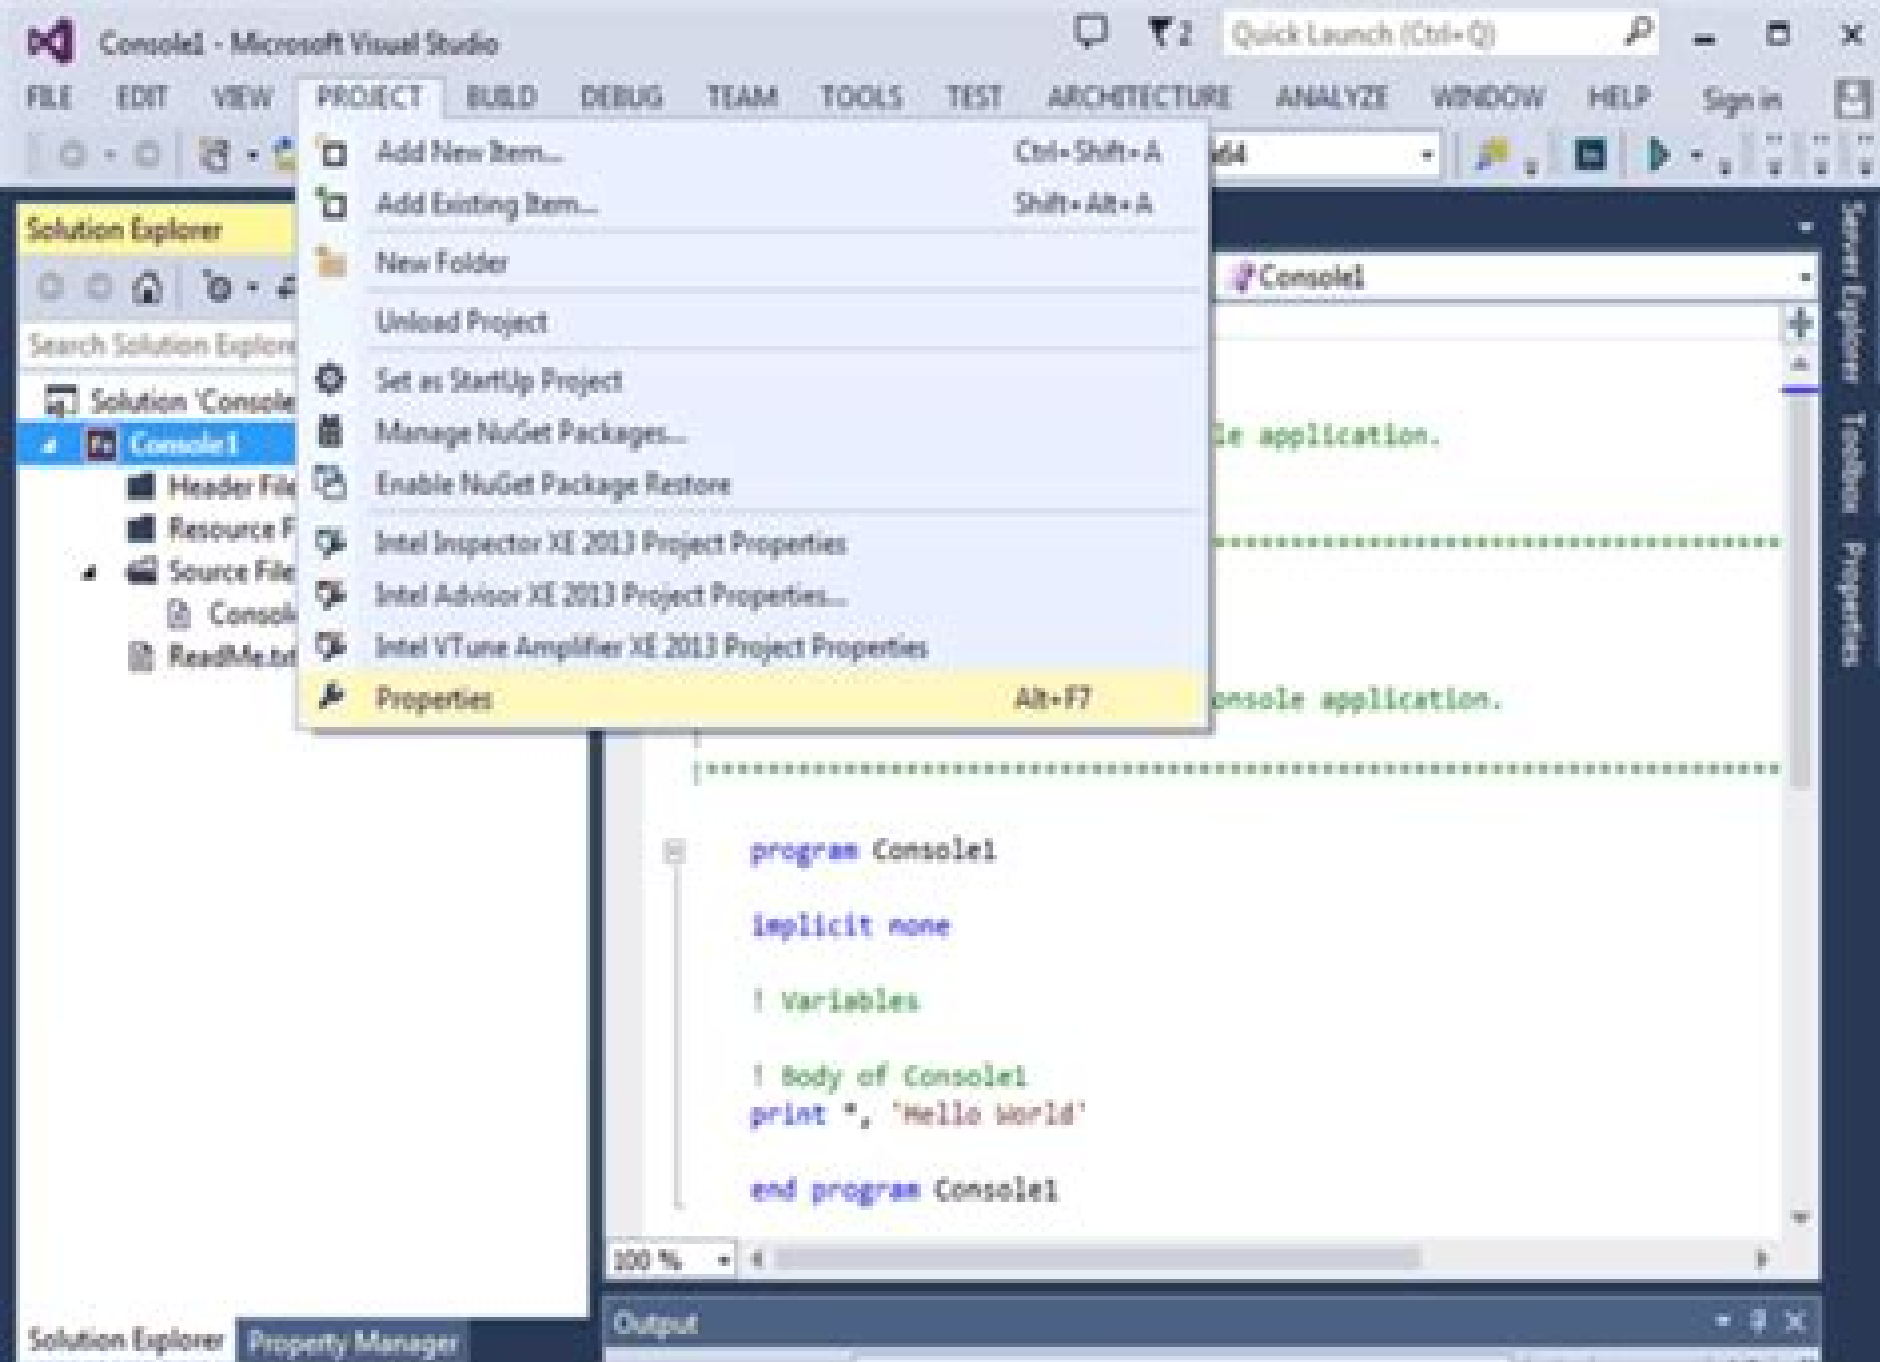 Console1 - Microsoft Visual Studio
2
Quick Launch (Ctrl+Q)
FILE EDIT VIEW PROJECT BUILD DEBUG TEAM TOOLS TEST ARCHITECTURE ANALYZE WINDOW HELP Sign in
Add New Item... Ctrl+Shift+A
Add Existing Item... Shift+Alt+A
New Folder
Unload Project
Set as StartUp Project
Manage NuGet Packages...
Enable NuGet Package Restore
Intel Inspector XE 2013 Project Properties
Intel Advisor XE 2013 Project Properties...
Intel VTune Amplifier XE 2013 Project Properties
Properties Alt+F7
Solution Explorer
Search Solution Explore
Solution 'Console
Console1
Header File
Resource F
Source File
Consol
ReadMe.txt
x64
Console1
le application.
onsole application.
program Console1
implicit none
! Variables
! Body of Console1
print *, 'Hello World'
end program Console1
100 %
Output
Solution Explorer Property Manager
Server Explorer
Toolbox
Properties